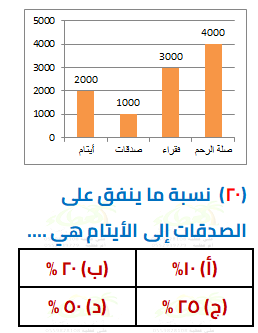 5000
4000
3000
2000
1000
0
2000
1000
3000
4000
أيتام
صدقات
فقراء
صلة الرحم
(٢٠) نسبة ما ينفق على
الصدقات إلى الأيتام هي ....
(أ) ١٠% (ب) ٢٠ %
(ج) ٢٥ % (د) ٥٠ %